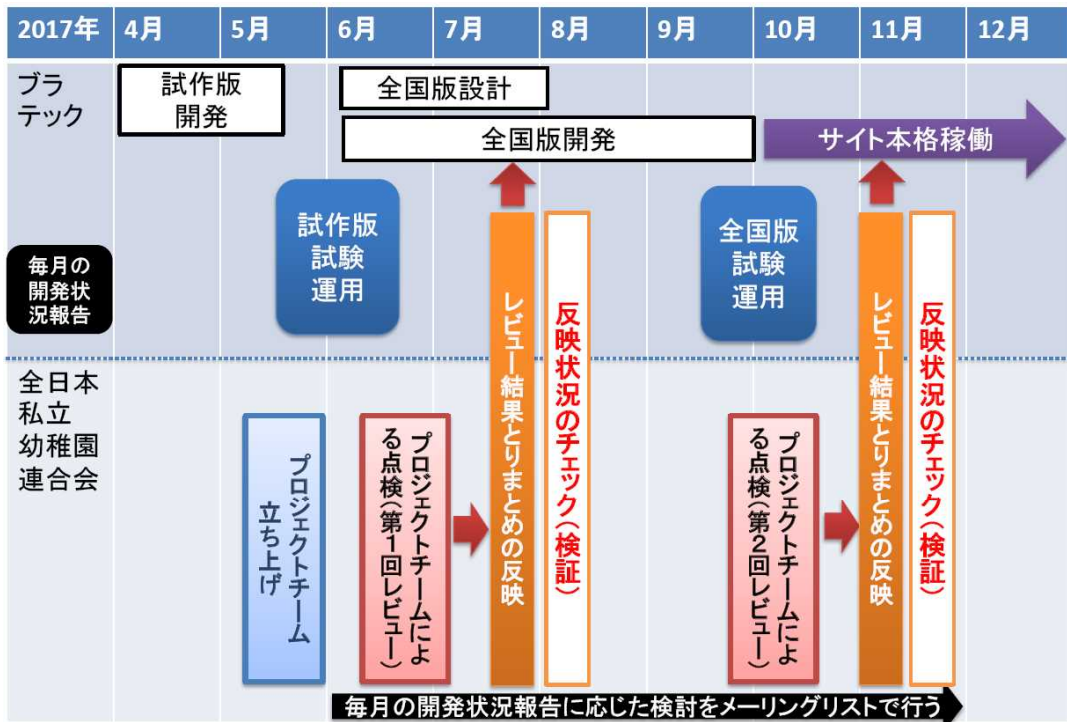 2017年 4月 5月 6月 7月 8月 9月 10月 11月 12月
ブラ
テック
試作版
開発
全国版設計
全国版開発
サイト本格稼働
試作版
試験
運用
全国版
試験
運用
毎月の
開発状
況報告
レビュー結果とりまとめの反映
反映状況のチェック(検証)
レビュー結果とりまとめの反映
反映状況のチェック(検証)
全日本
私立
幼稚園
連合会
プロジェクトチーム
立ち上げ
プロジェクトチームによ
る点検(第1回レビュー)
プロジェクトチームによ
る点検(第2回レビュー)
毎月の開発状況報告に応じた検討をメーリングリストで行う